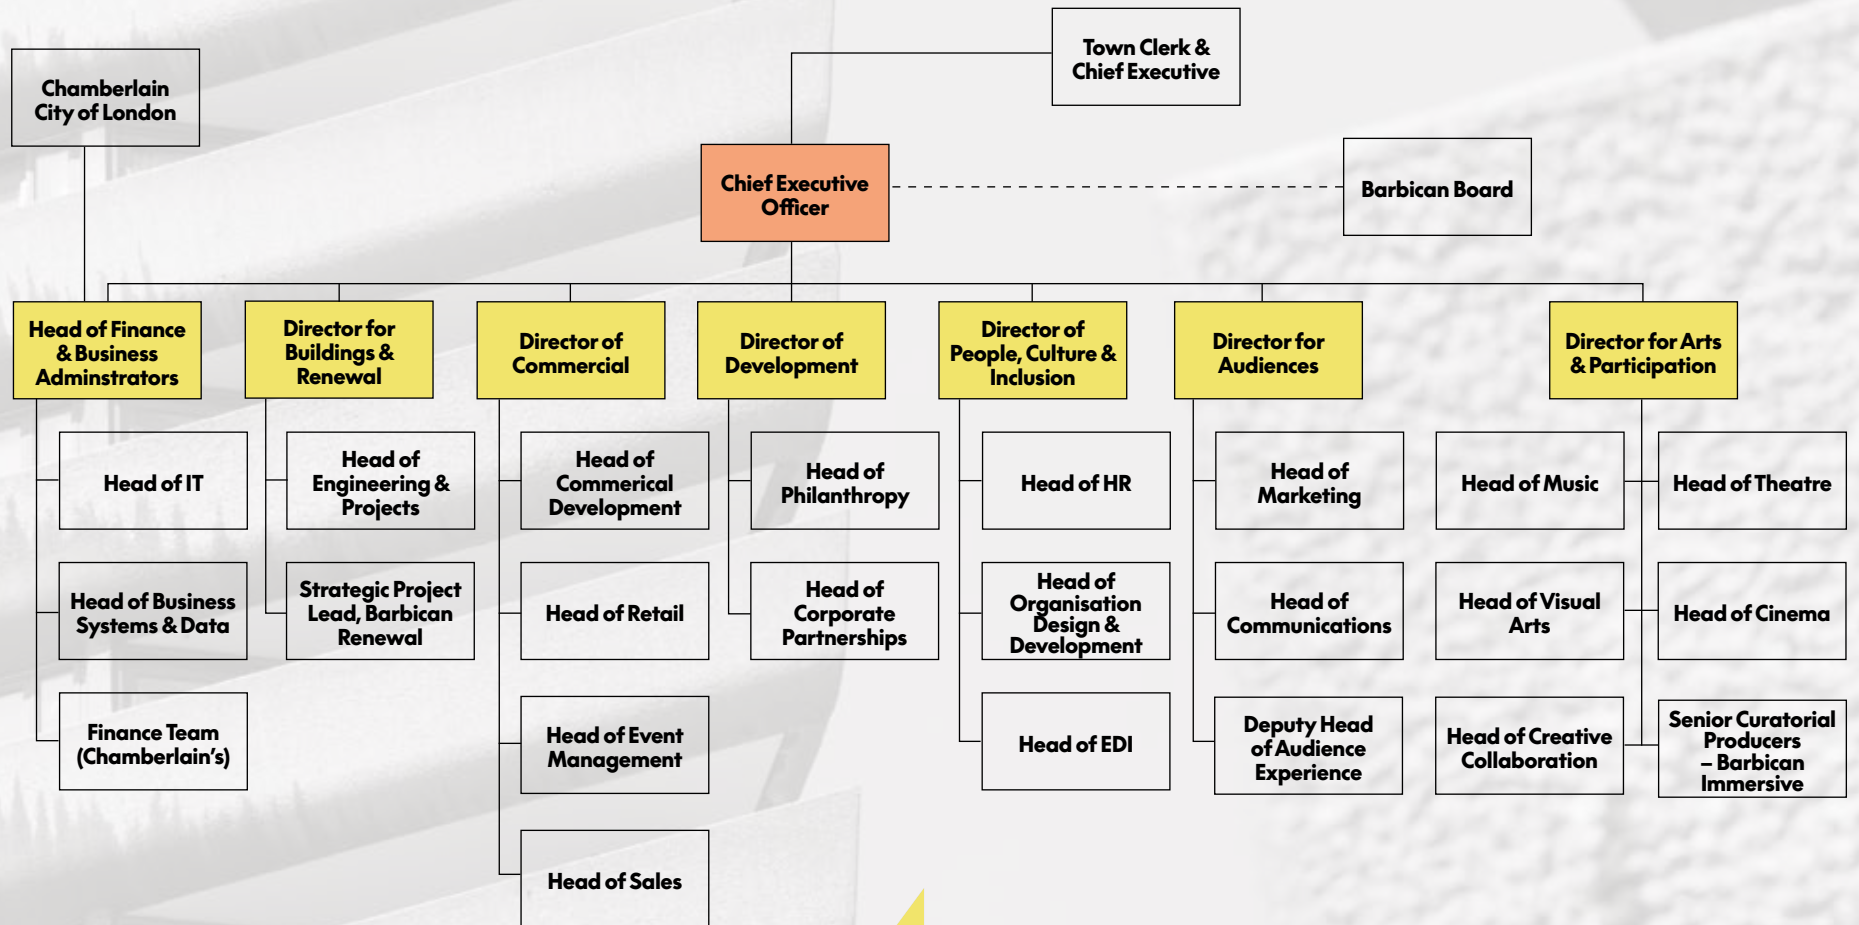 Town Clerk &
Chief Executive
Chamberlain
City of London
Chief Executive
Officer
Barbican Board
Head of Finance
& Business
Adminstrators
Director for
Buildings &
Renewal
Director of
Commercial
Director of
Development
Director of
People, Culture &
Inclusion
Director for
Audiences
Director for Arts
& Participation
Head of IT
Head of
Engineering &
Projects
Head of
Commerical
Development
Head of
Philanthropy
Head of HR
Head of
Marketing
Head of Music
Head of Theatre
Head of Business
Systems & Data
Strategic Project
Lead, Barbican
Renewal
Head of Retail
Head of
Corporate
Partnerships
Head of
Organisation
Design &
Development
Head of
Communications
Head of Visual
Arts
Head of Cinema
Finance Team
(Chamberlain's)
Head of Event
Management
Head of EDI
Deputy Head
of Audience
Experience
Head of Creative
Collaboration
Senior Curatorial
Producers
– Barbican
Immersive
Head of Sales